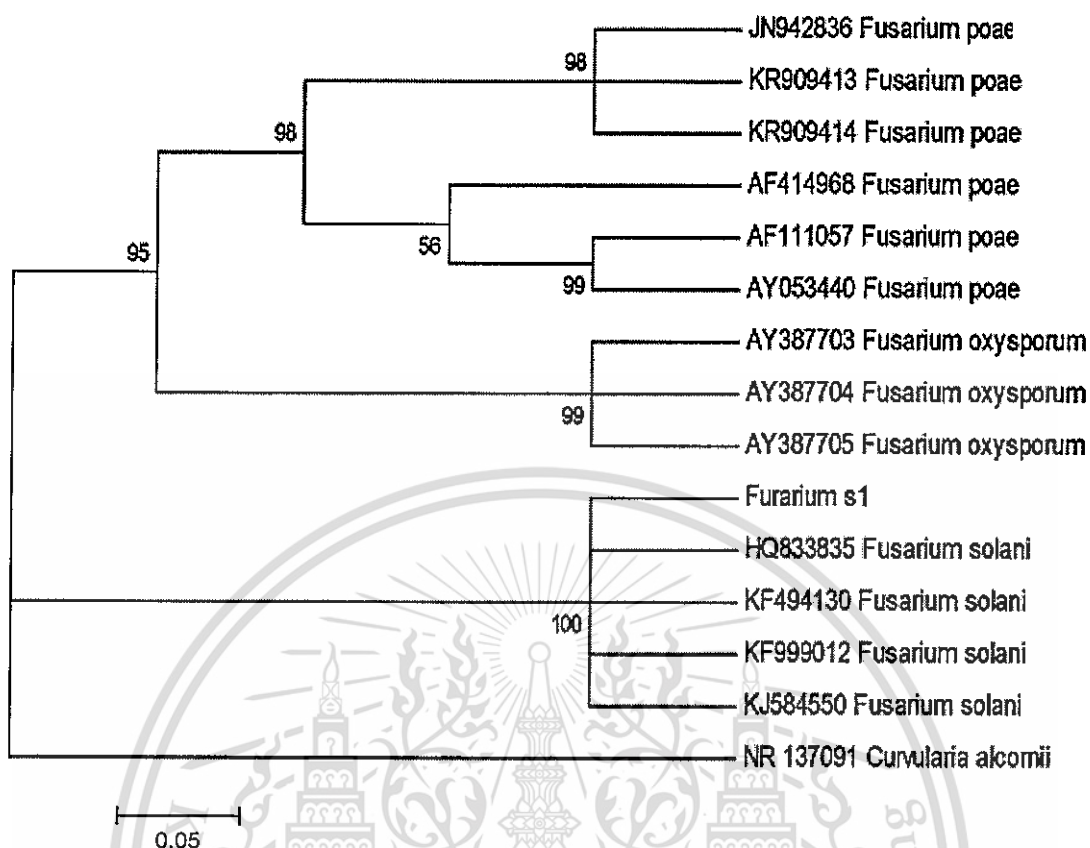 JN942836 Fusarium poae
98
KR909413 Fusarium poae
KR909414 Fusarium poae
98
AF414968 Fusarium poae
56
AF111057 Fusarium poae
95
99
AY053440 Fusarium poae
AY387703 Fusarium oxysporum
AY387704 Fusarium oxysporum
99
AY387705 Fusarium oxysporum
Furarium s1
HQ833835 Fusarium solani
KF494130 Fusarium solani
100
KF999012 Fusarium solani
KJ584550 Fusarium solani
NR 137091 Curvularia alcornii
0.05